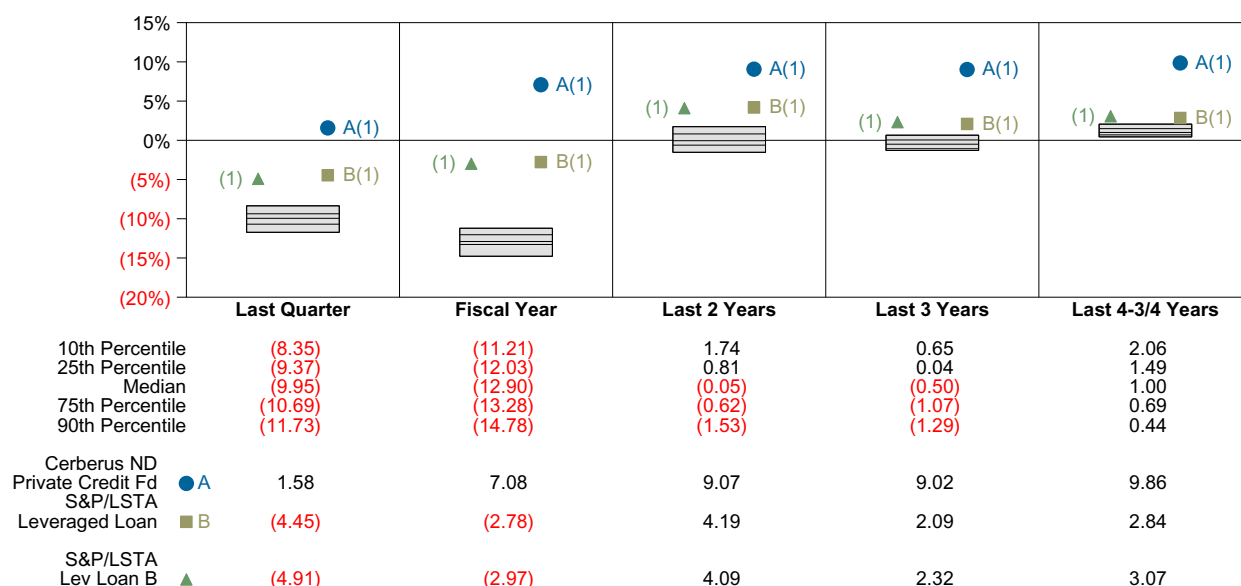 15%
10%
5%
0%
(5%)
(10%)
(15%)
(20%)
(1) A(1) B(1)
(1) A(1) B(1)
(1) A(1) B(1)
(1) A(1) B(1)
(1) A(1) B(1)
Last Quarter Fiscal Year Last 2 Years Last 3 Years Last 4-3/4 Years
10th Percentile (8.35) (11.21) 1.74 0.65 2.06
25th Percentile (9.37) (12.03) 0.81 0.04 1.49
Median (9.95) (12.90) (0.05) (0.50) 1.00
75th Percentile (10.69) (13.28) (0.62) (1.07) 0.69
90th Percentile (11.73) (14.78) (1.53) (1.29) 0.44
Cerberus ND
Private Credit Fd A 1.58 7.08 9.07 9.02 9.86
S&P/LSTA
Leveraged Loan B (4.45) (2.78) 4.19 2.09 2.84
S&P/LSTA
Lev Loan B (4.91) (2.97) 4.09 2.32 3.07